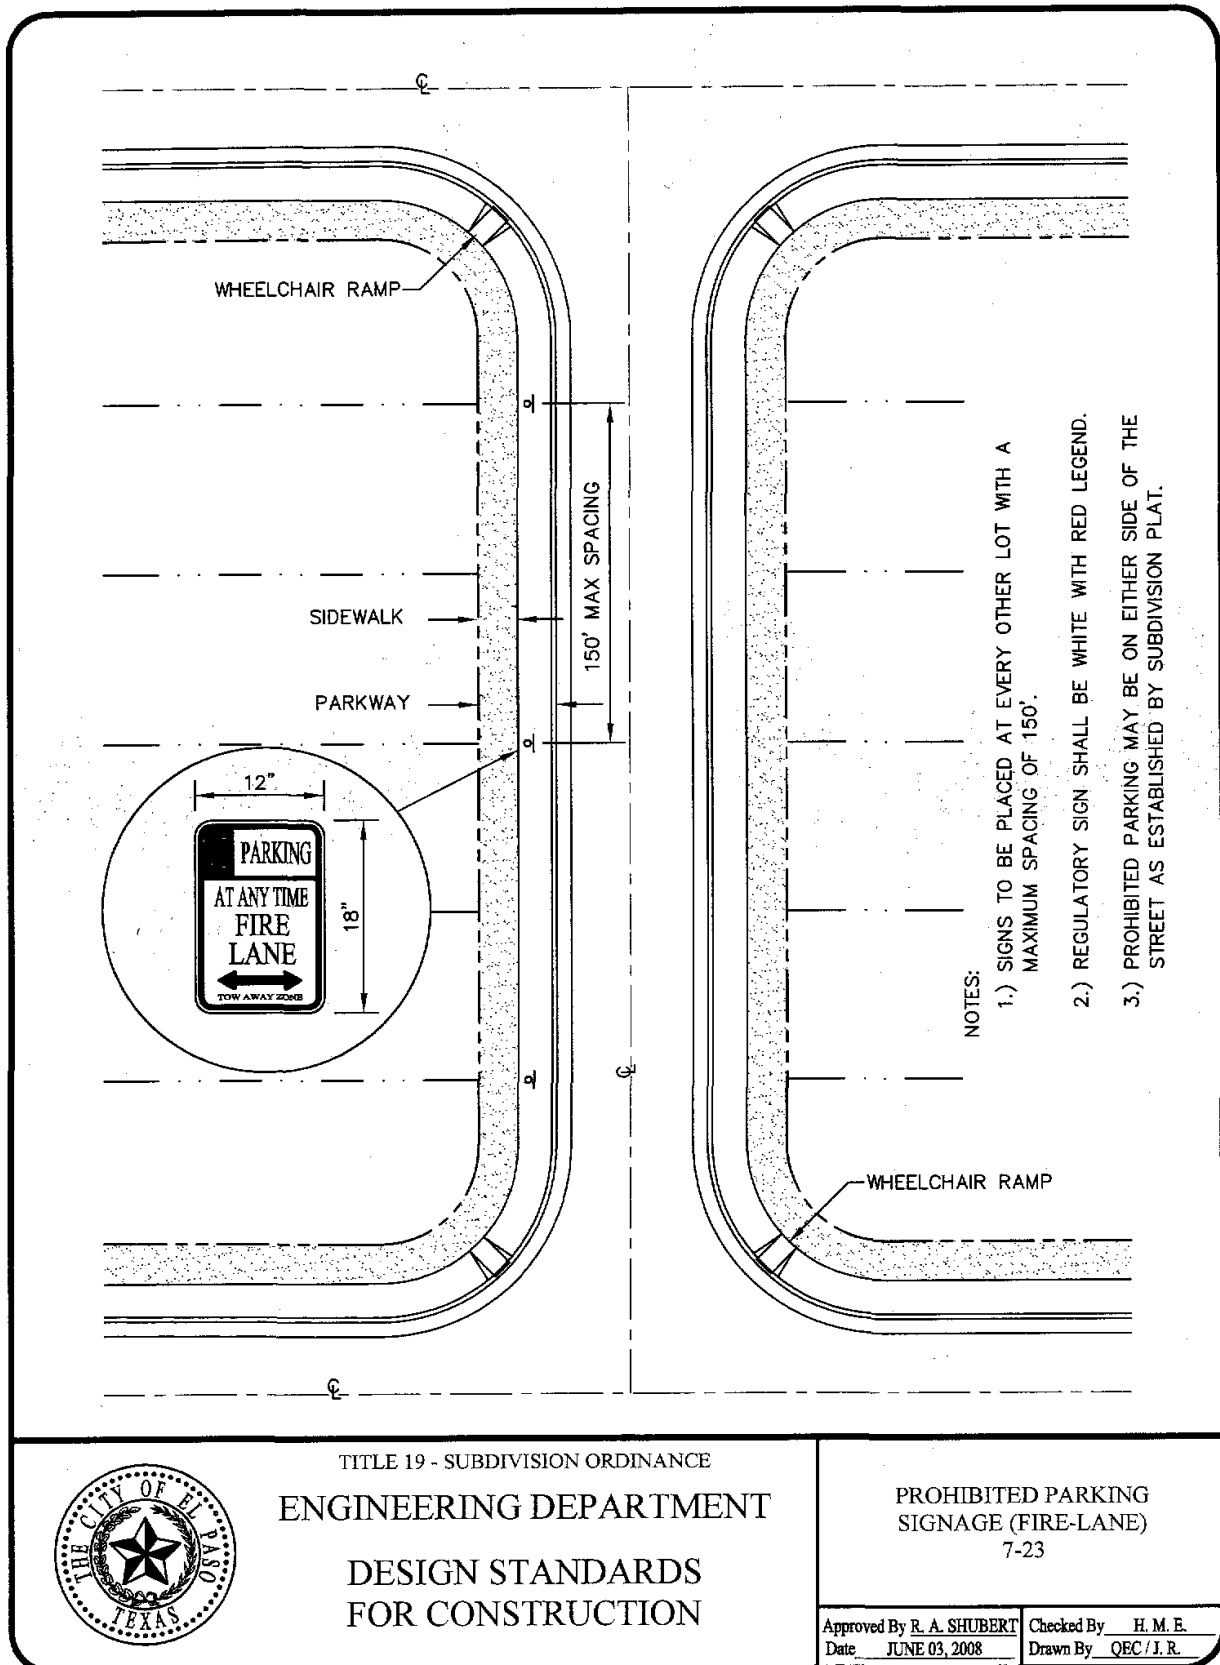 ℄
WHEELCHAIR RAMP
150' MAX SPACING
SIDEWALK
PARKWAY
12"
18"
PARKING
AT ANY TIME
FIRE
LANE
TOW AWAY ZONE
℄
NOTES:
1.) SIGNS TO BE PLACED AT EVERY OTHER LOT WITH A
MAXIMUM SPACING OF 150'.
2.) REGULATORY SIGN SHALL BE WHITE WITH RED LEGEND.
3.) PROHIBITED PARKING MAY BE ON EITHER SIDE OF THE
STREET AS ESTABLISHED BY SUBDIVISION PLAT.
WHEELCHAIR RAMP
℄
THE CITY OF EL PASO
TEXAS
TITLE 19 - SUBDIVISION ORDINANCE
ENGINEERING DEPARTMENT
DESIGN STANDARDS
FOR CONSTRUCTION
PROHIBITED PARKING
SIGNAGE (FIRE-LANE)
7-23
Approved By R. A. SHUBERT
Date JUNE 03, 2008
Checked By H. M. E.
Drawn By QEC / J. R.